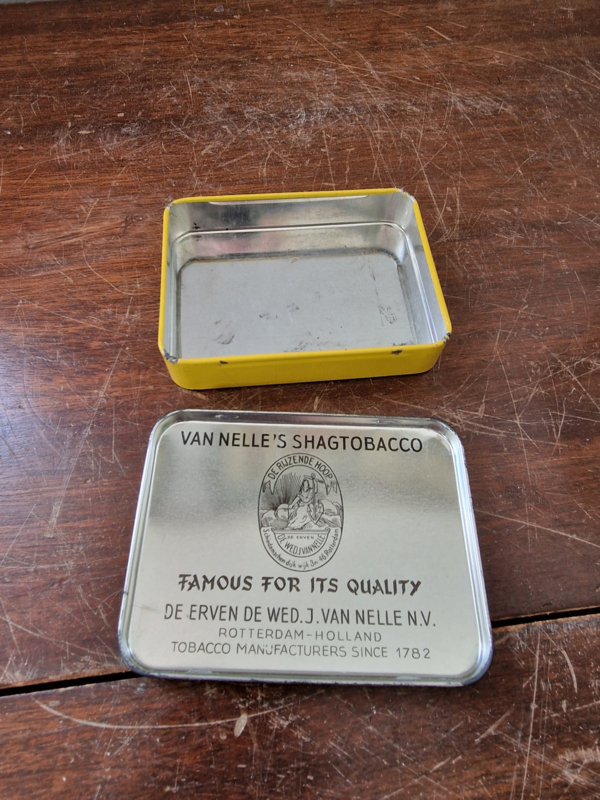 VAN NELLE'S SHAGTOBACCO
DE RIJZENDE HOOP
DE ERVEN
DE WED. J. VAN NELLE
FAMOUS FOR ITS QUALITY
DE ERVEN DE WED. J. VAN NELLE N.V.
ROTTERDAM-HOLLAND
TOBACCO MANUFACTURERS SINCE 1782